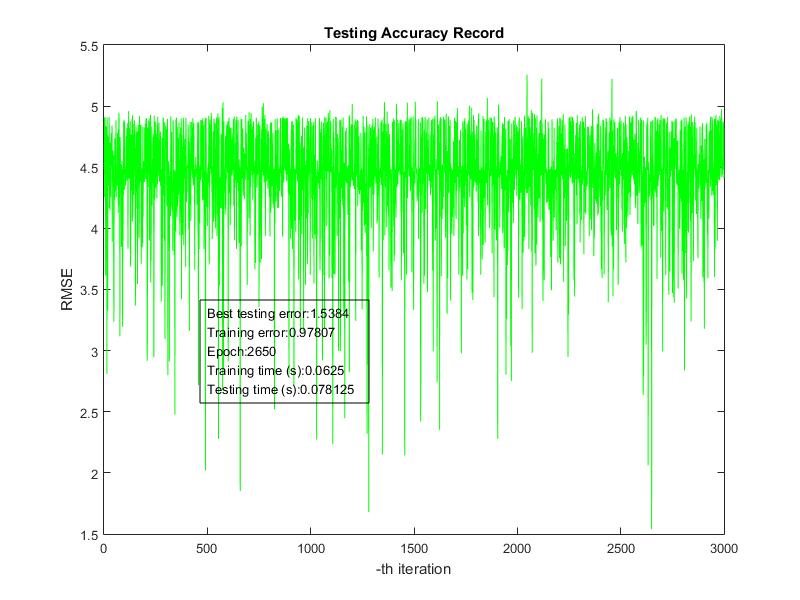 Testing Accuracy Record
5.5
5
4.5
4
3.5
3
2.5
2
1.5
RMSE
Best testing error:1.5384
Training error:0.97807
Epoch:2650
Training time (s):0.0625
Testing time (s):0.078125
0 500 1000 1500 2000 2500 3000
-th iteration